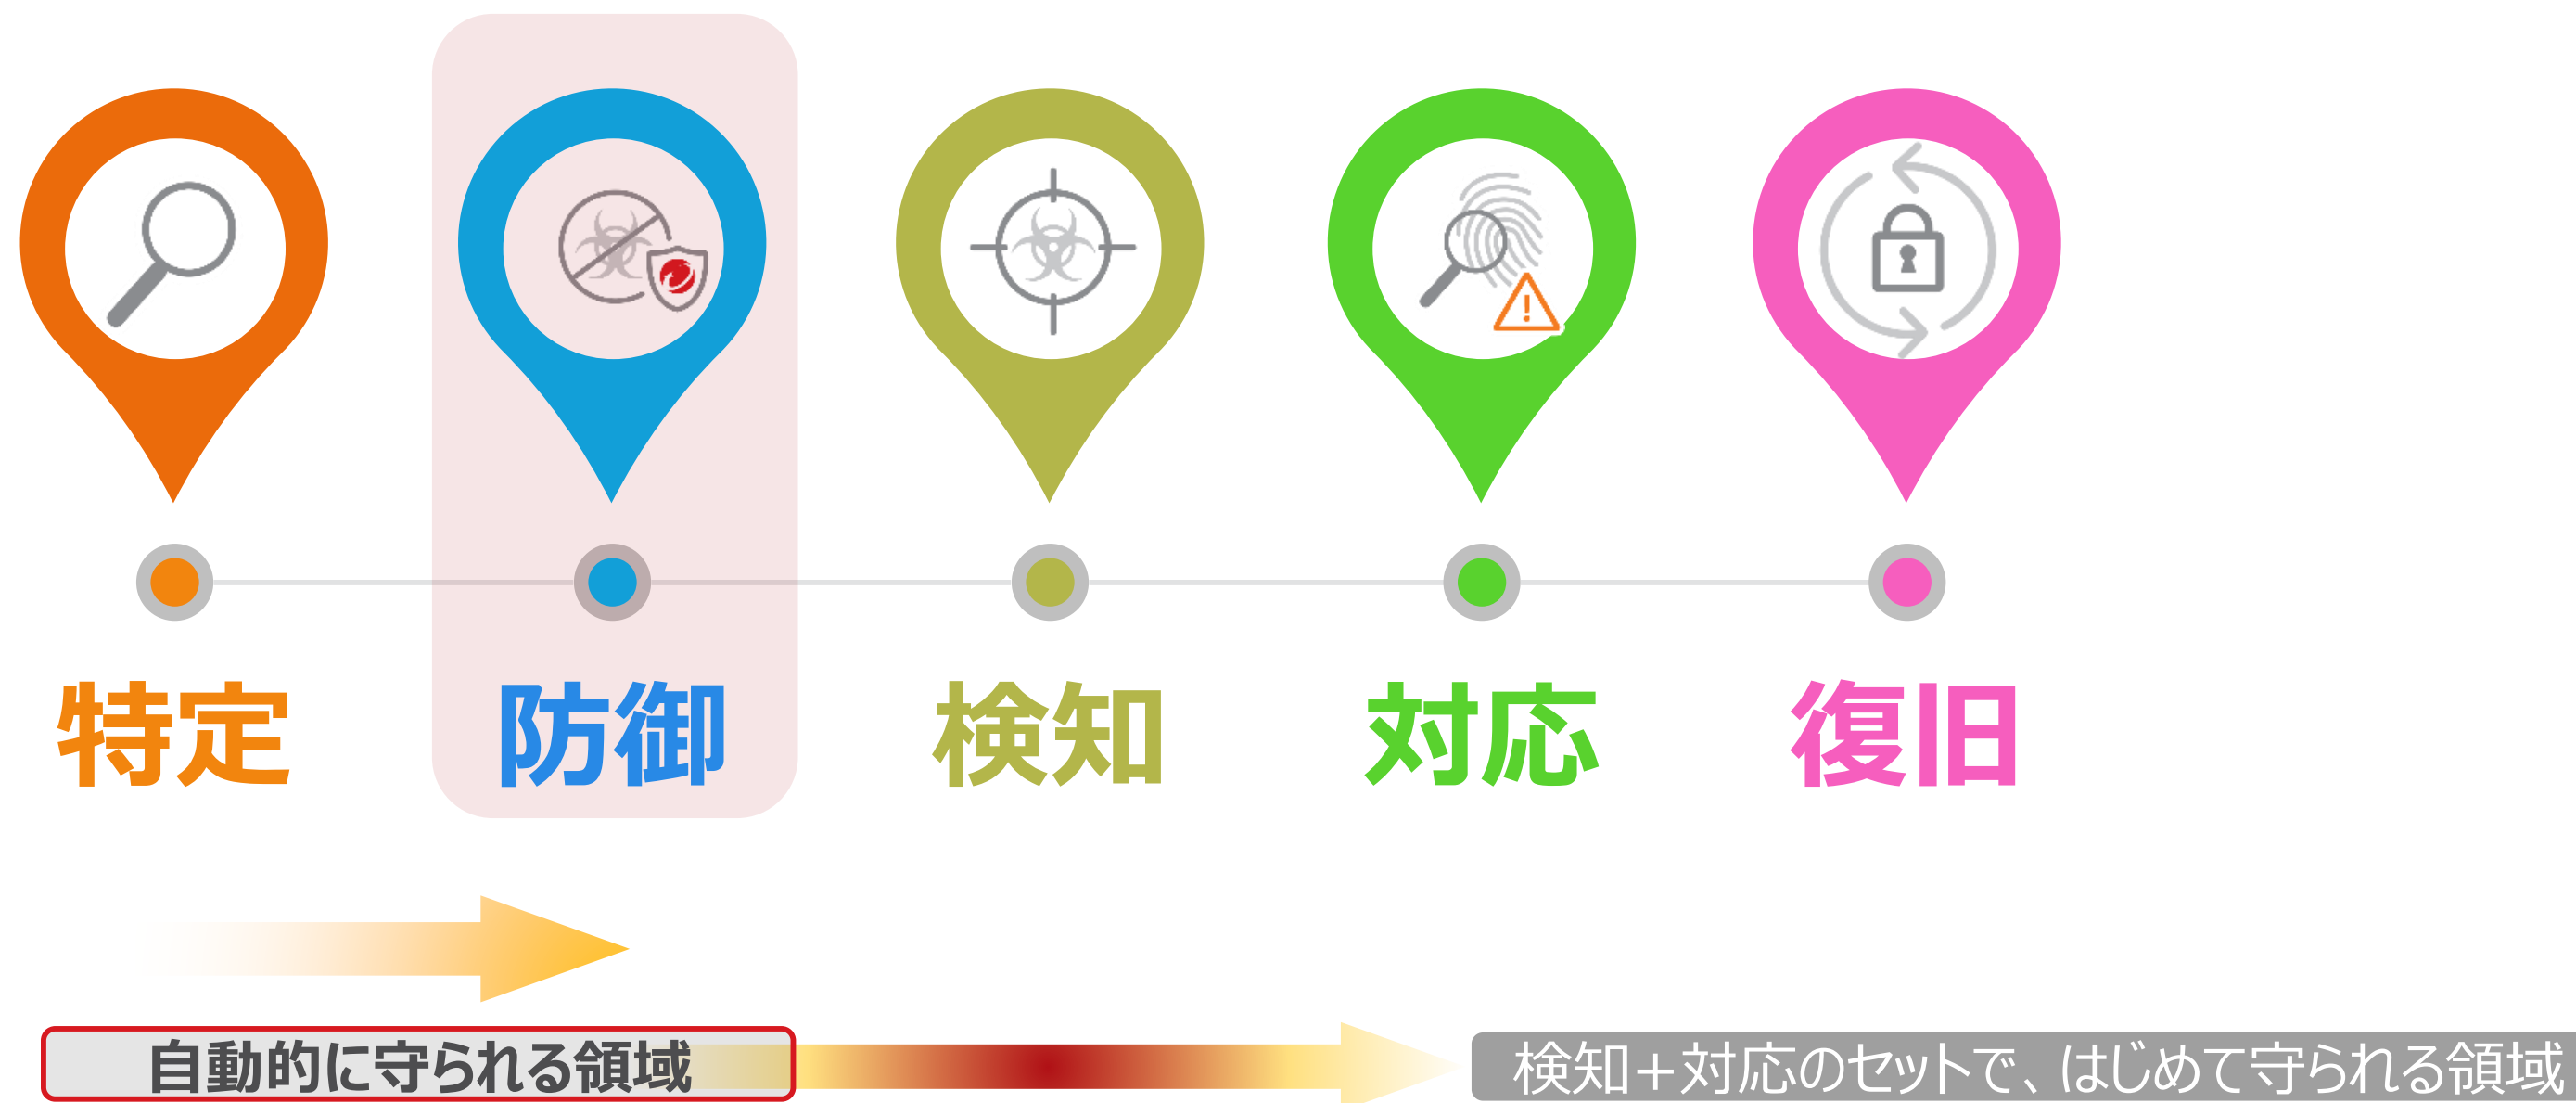 特定
防御
検知
対応
復旧
自動的に守られる領域
検知+対応のセットで、はじめて守られる領域